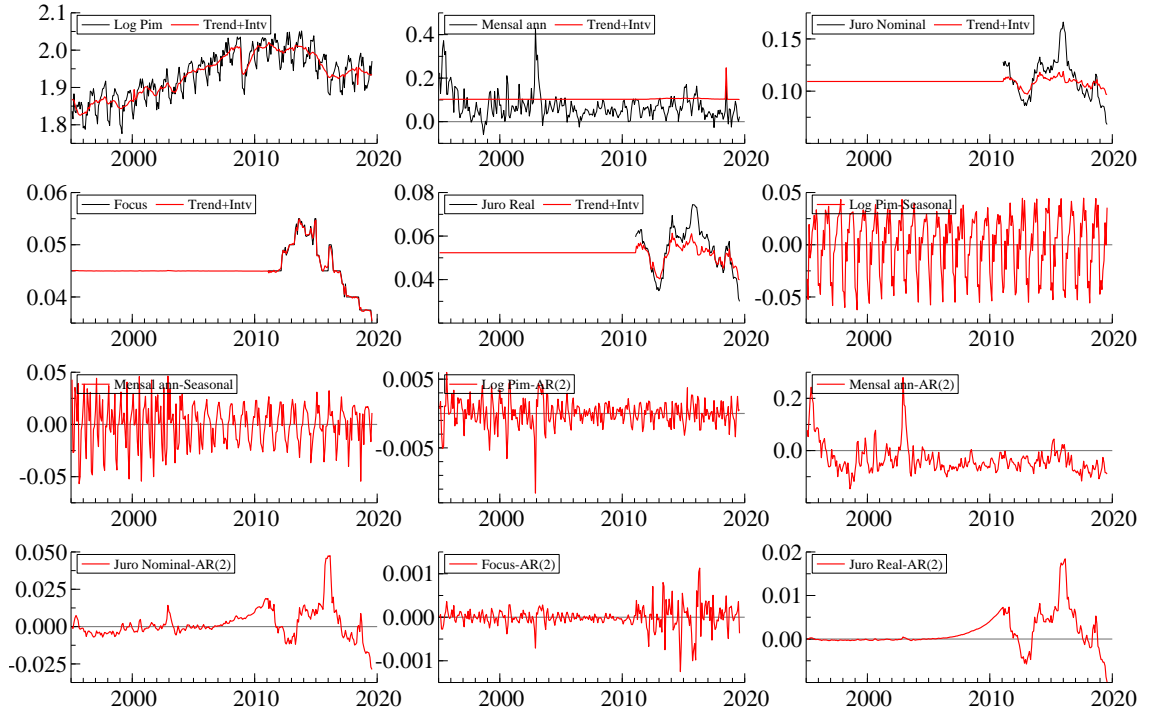 Log Pim Trend+Intv
Mensal ann Trend+Intv
Juro Nominal Trend+Intv
2.1
2.0
1.9
1.8
2000 2010 2020
0.4
0.2
0.0
2000 2010 2020
0.15
0.10
2000 2010 2020
Focus Trend+Intv
Juro Real Trend+Intv
Log Pim-Seasonal
0.06
0.05
0.04
2000 2010 2020
0.08
0.06
0.04
2000 2010 2020
0.05
0.00
-0.05
2000 2010 2020
Mensal ann-Seasonal
Log Pim-AR(2)
Mensal ann-AR(2)
0.05
0.00
-0.05
2000 2010 2020
0.005
-0.005
2000 2010 2020
0.2
0.0
2000 2010 2020
Juro Nominal-AR(2)
Focus-AR(2)
Juro Real-AR(2)
0.050
0.025
0.000
-0.025
2000 2010 2020
0.001
0.000
-0.001
2000 2010 2020
0.02
0.01
0.00
2000 2010 2020